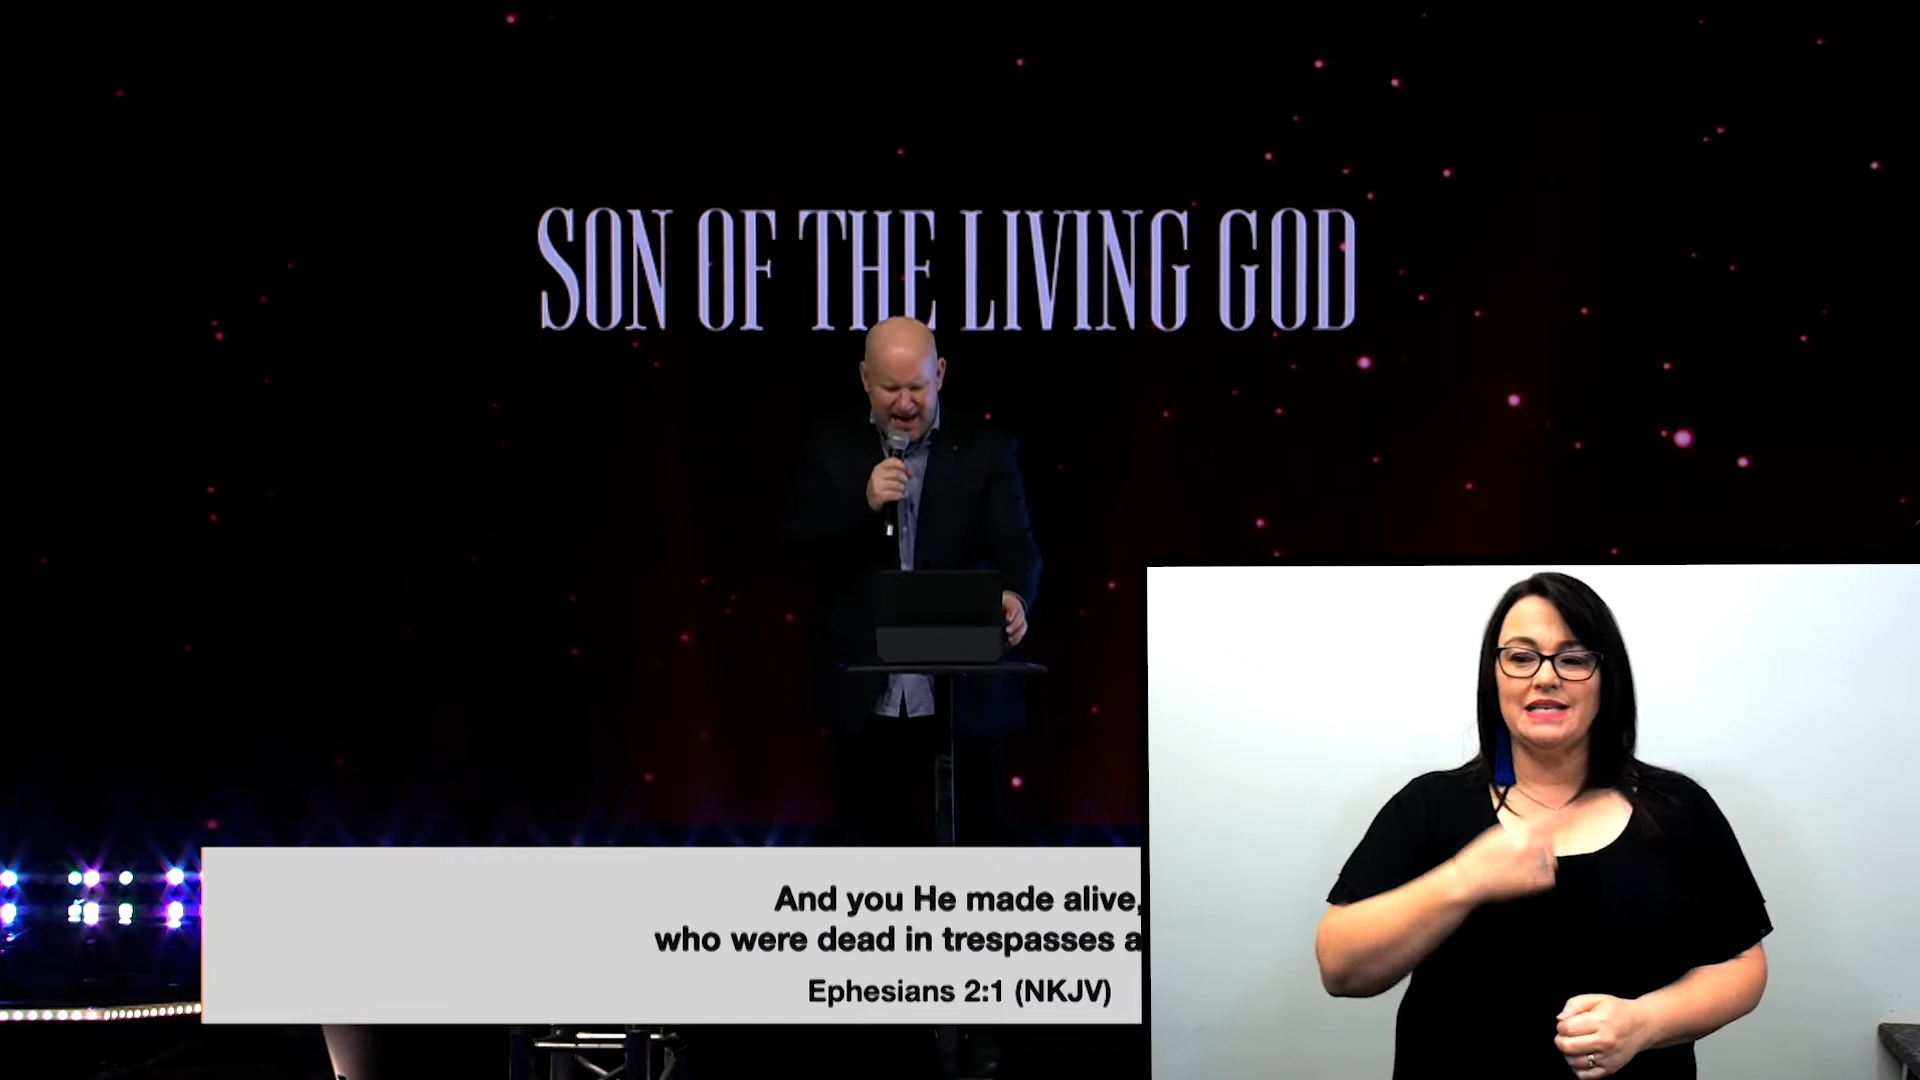 SON OF THE LIVING GOD
And you He made alive,
who were dead in trespasses a
Ephesians 2:1 (NKJV)